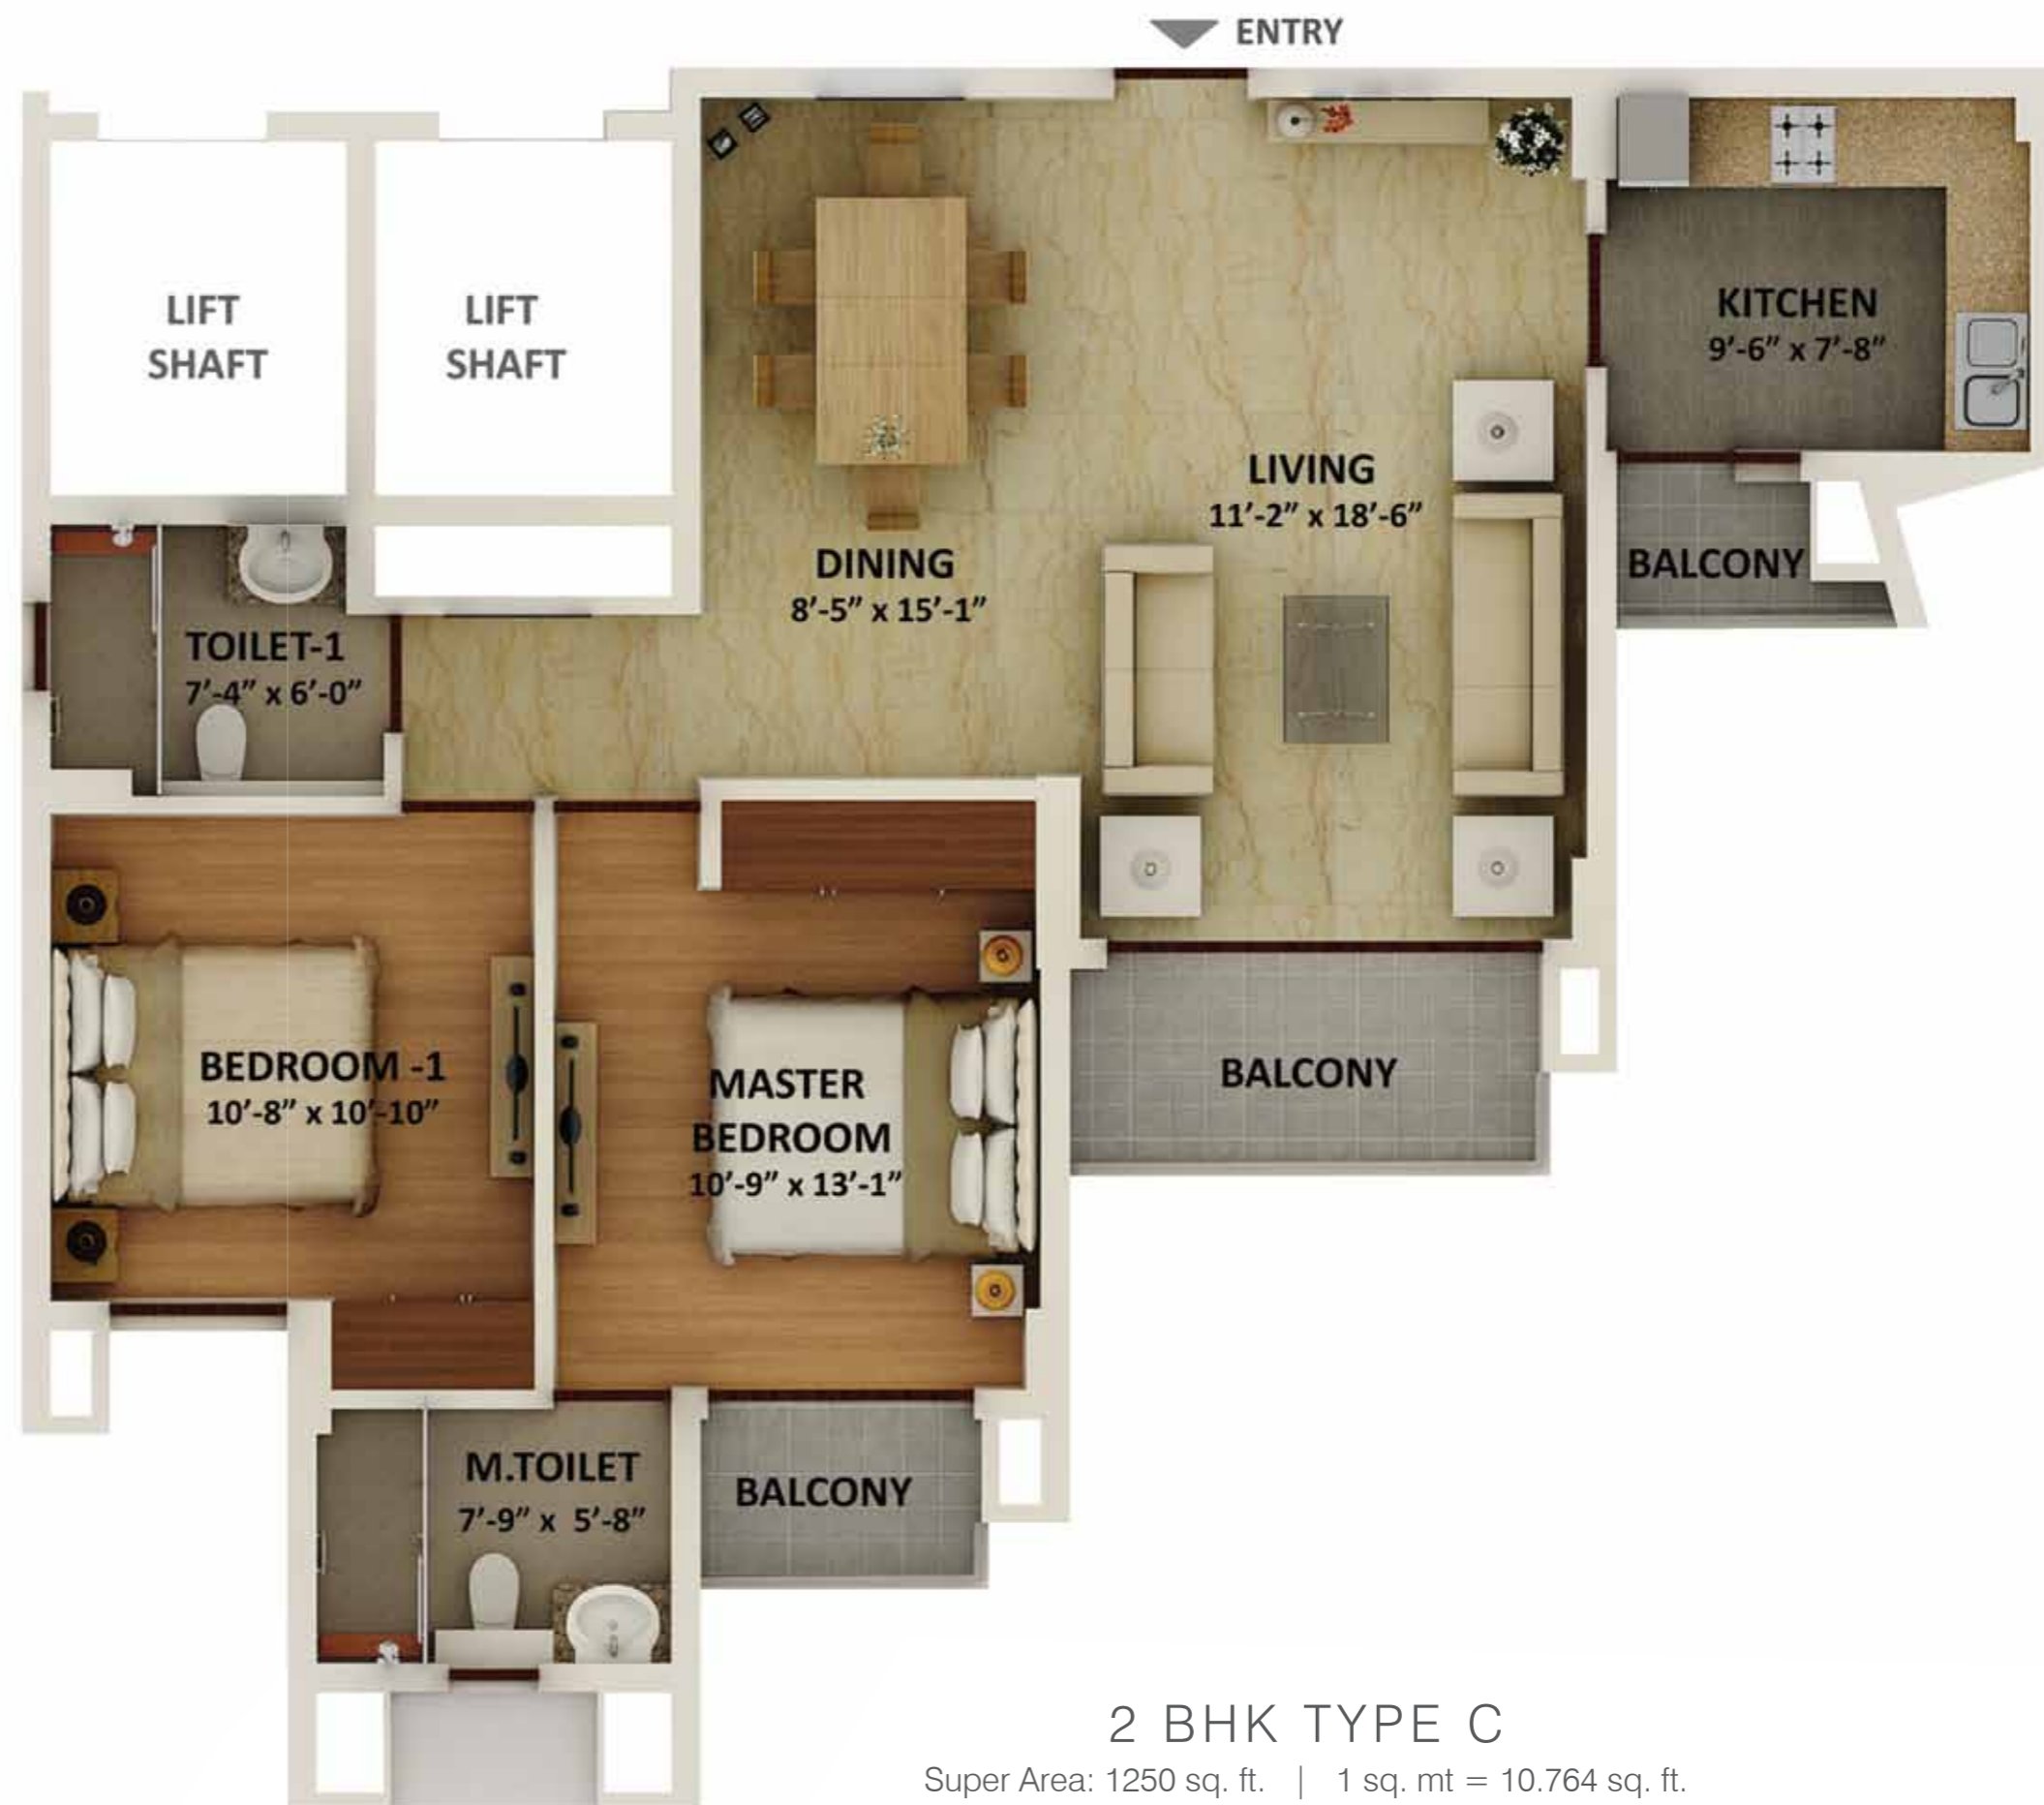 ENTRY
LIFT
SHAFT
LIFT
SHAFT
KITCHEN
9'-6” x 7'-8”
LIVING
11'-2” x 18'-6”
DINING
8'-5” x 15'-1”
BALCONY
TOILET-1
7'-4” x 6'-0”
BEDROOM -1
10'-8” x 10'-10”
MASTER
BEDROOM
10'-9” x 13'-1”
BALCONY
M.TOILET
7'-9” x 5'-8”
BALCONY
2 BHK TYPE C
Super Area: 1250 sq. ft. | 1 sq. mt = 10.764 sq. ft.